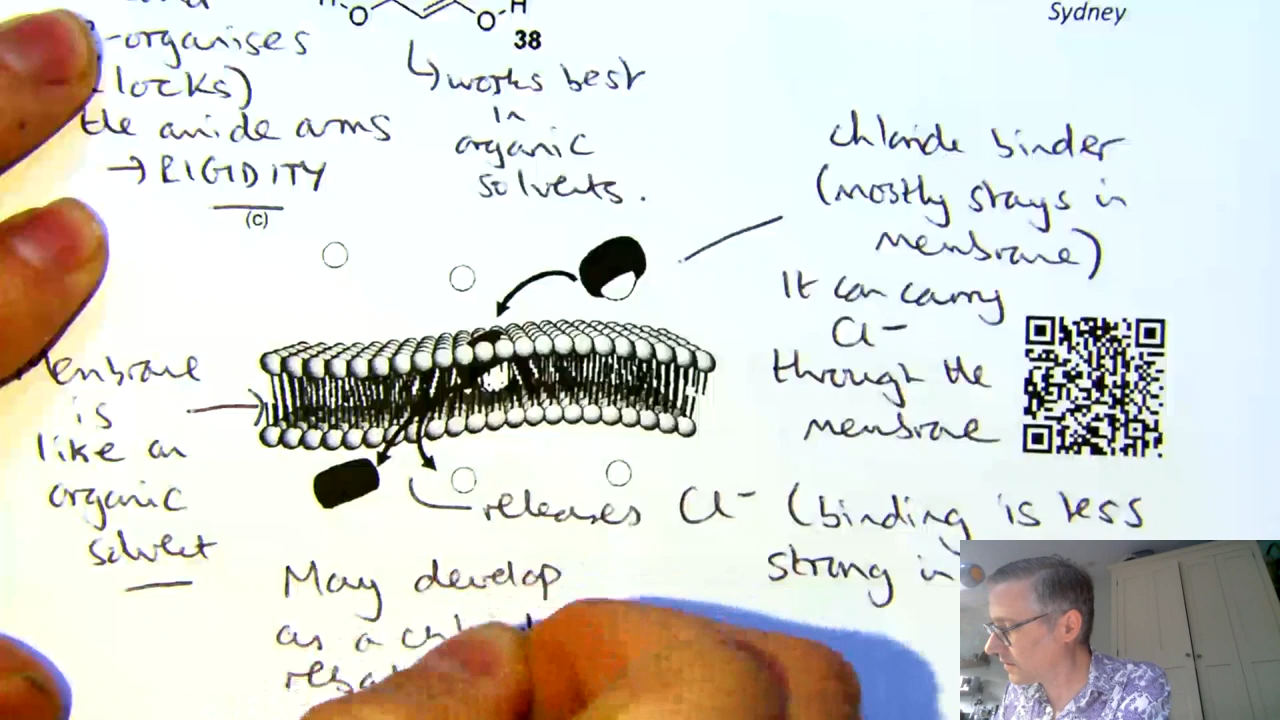 Sydney
H
O
O
H
38
-organises
locks)
the amide arms
→ RIGIDITY
(c)
↳ works best
in
organic
solvents.
chloride binder
(mostly stays in
membrane)
It can carry
Cl⁻
through the
membrane
membrane
is
like an
organic
solvent
releases Cl⁻ (binding is less
strong in
May develop
as a